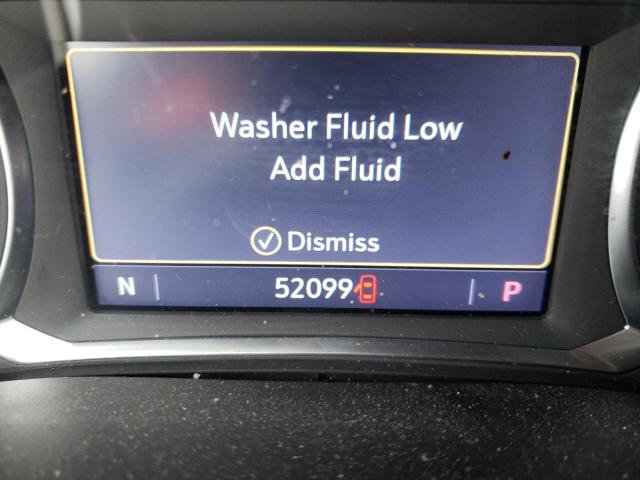 Washer Fluid Low
Add Fluid
Dismiss
N 52099 P